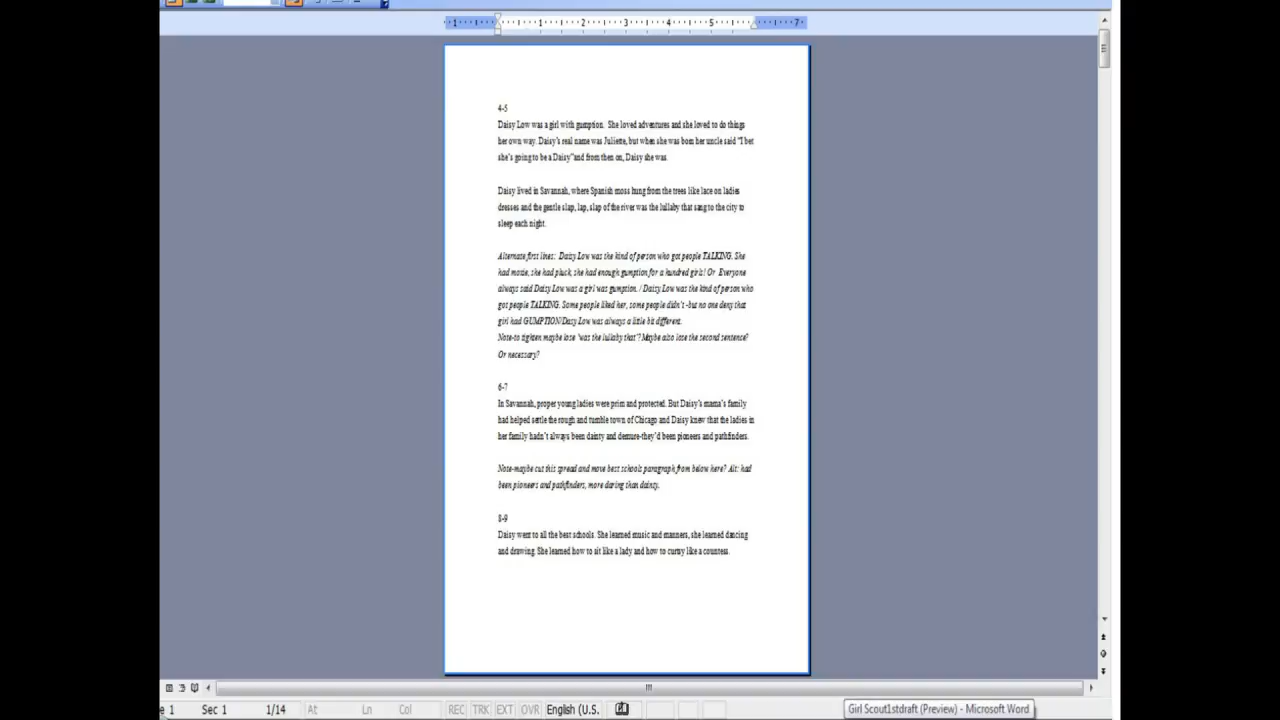 1 1 2 3 4 5 7
4-5
Daisy Low was a girl with gumption. She loved adventures and she loved to do things
her own way. Daisy's real name was Juliette, but when she was born her uncle said "I bet
she's going to be a Daisy"and from then on, Daisy she was.
Daisy lived in Savannah, where Spanish moss hung from the trees like lace on ladies
dresses and the gentle slap, lap, slap of the river was the lullaby that sang to the city to
sleep each night.
Alternate first lines: Daisy Low was the kind of person who got people TALKING. She
had moxie, she had pluck, she had enough gumption for a hundred girls! Or Everyone
always said Daisy Low was a girl was gumption. / Daisy Low was the kind of person who
got people TALKING. Some people liked her, some people didn't -but no one deny that
girl had GUMPTION/Dasy Low was always a little bit different.
Note-to tighten maybe lose 'was the lullaby that'? Maybe also lose the second sentence?
Or necessary?
6-7
In Savannah, proper young ladies were prim and protected. But Daisy's mama's family
had helped settle the rough and tumble town of Chicago and Daisy knew that the ladies in
her family hadn't always been dainty and demure-they'd been pioneers and pathfinders.
Note-maybe cut this spread and move best schools paragraph from below here? Alt: had
been pioneers and pathfinders, more daring than dainty.
8-9
Daisy went to all the best schools. She learned music and manners, she learned dancing
and drawing. She learned how to sit like a lady and how to curtsy like a countess.
e 1 Sec 1 1/14 At Ln Col REC TRK EXT OVR English (U.S.
Girl Scout1stdraft (Preview) - Microsoft Word